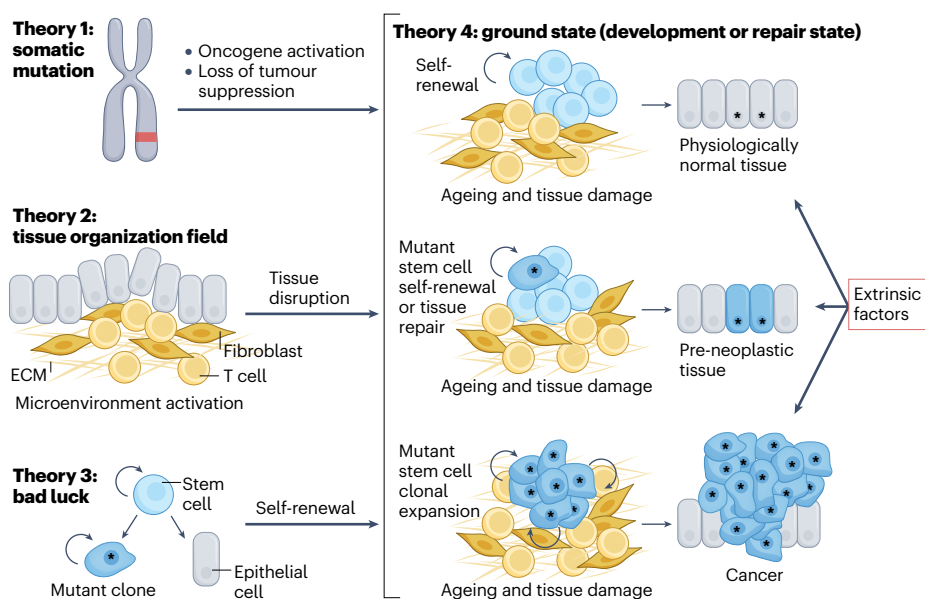 Theory 1:
somatic
mutation
• Oncogene activation
• Loss of tumour
suppression
Theory 2:
tissue organization field
Tissue
disruption
Fibroblast
ECM
T cell
Microenvironment activation
Theory 3:
bad luck
Stem
cell
Self-renewal
Mutant clone
Epithelial
cell
Theory 4: ground state (development or repair state)
Self-
renewal
*
*
Physiologically
normal tissue
Ageing and tissue damage
Mutant
stem cell
self-renewal
or tissue
repair
Pre-neoplastic
tissue
Ageing and tissue damage
Extrinsic
factors
Mutant
stem cell
clonal
expansion
Cancer
Ageing and tissue damage